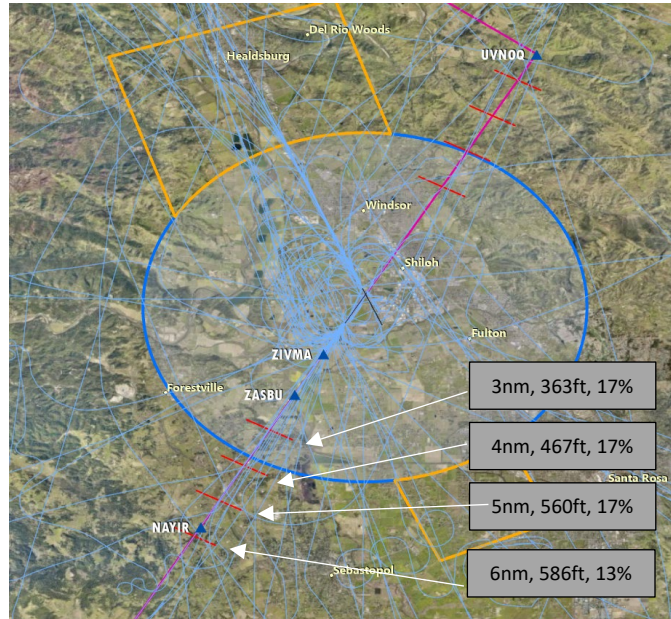 Del Rio Woods
Healdsburg
UVNOQ
Windsor
Shiloh
Fulton
ZIVMA
Forestville
ZASBU
3nm, 363ft, 17%
4nm, 467ft, 17%
Santa Rosa
5nm, 560ft, 17%
NAYIR
6nm, 586ft, 13%
Sebastopol